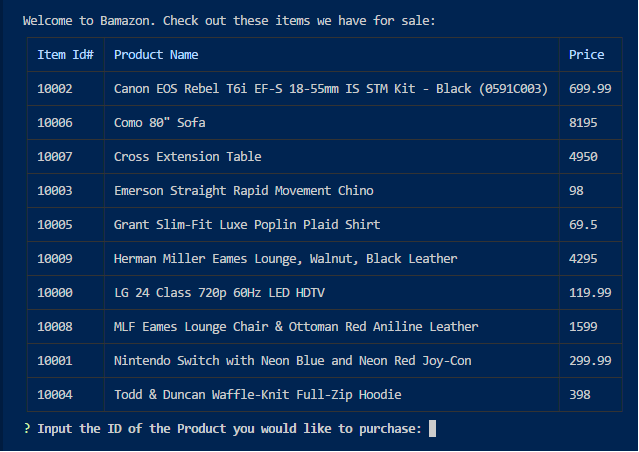 Welcome to Bamazon. Check out these items we have for sale:
Item Id# Product Name Price
10002 Canon EOS Rebel T6i EF-S 18-55mm IS STM Kit - Black (0591C003) 699.99
10006 Como 80" Sofa 8195
10007 Cross Extension Table 4950
10003 Emerson Straight Rapid Movement Chino 98
10005 Grant Slim-Fit Luxe Poplin Plaid Shirt 69.5
10009 Herman Miller Eames Lounge, Walnut, Black Leather 4295
10000 LG 24 Class 720p 60Hz LED HDTV 119.99
10008 MLF Eames Lounge Chair & Ottoman Red Aniline Leather 1599
10001 Nintendo Switch with Neon Blue and Neon Red Joy-Con 299.99
10004 Todd & Duncan Waffle-Knit Full-Zip Hoodie 398
? Input the ID of the Product you would like to purchase: